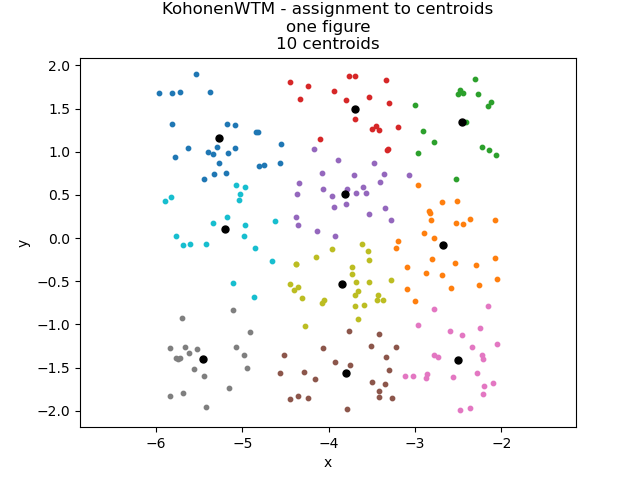 KohonenWTM - assignment to centroids
one figure
10 centroids
2.0
1.5
1.0
0.5
0.0
−0.5
−1.0
−1.5
−2.0
y
−6 −5 −4 −3 −2
x